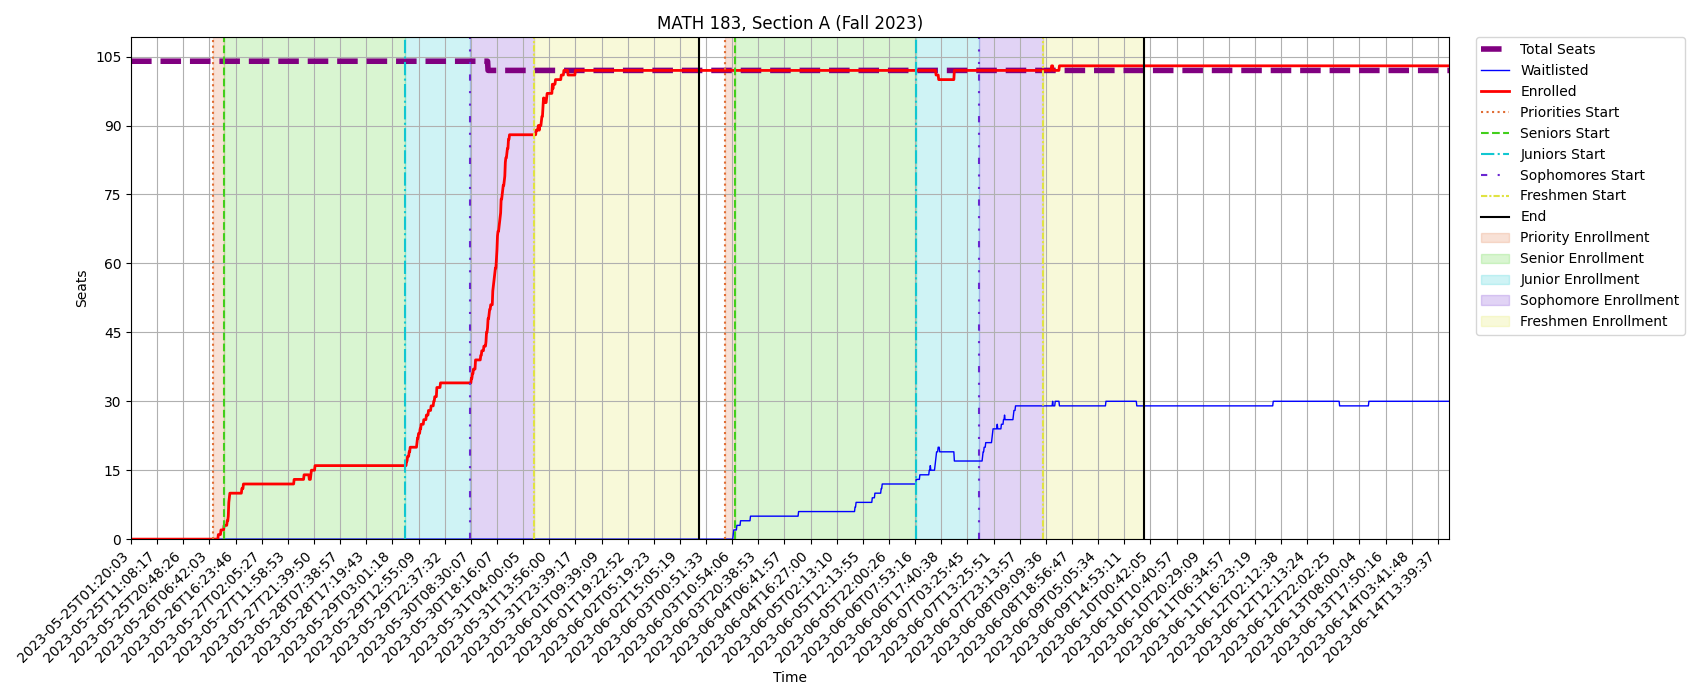 MATH 183, Section A (Fall 2023)
105
90
75
60
45
30
15
0
Seats
2023-05-25T01:20:03
2023-05-25T11:08:17
2023-05-25T20:48:26
2023-05-26T06:42:03
2023-05-26T16:23:46
2023-05-27T02:05:27
2023-05-27T11:58:53
2023-05-27T21:39:50
2023-05-28T07:38:57
2023-05-28T17:19:43
2023-05-29T03:01:18
2023-05-29T12:55:09
2023-05-29T22:37:32
2023-05-30T08:30:07
2023-05-30T18:16:07
2023-05-31T04:00:05
2023-05-31T13:56:00
2023-05-31T23:39:17
2023-06-01T09:39:09
2023-06-01T19:22:52
2023-06-02T05:19:23
2023-06-02T15:05:19
2023-06-03T00:51:33
2023-06-03T10:54:06
2023-06-03T20:38:53
2023-06-04T06:41:57
2023-06-04T16:27:00
2023-06-05T02:13:10
2023-06-05T12:13:55
2023-06-05T22:00:26
2023-06-06T07:53:16
2023-06-06T17:40:38
2023-06-07T03:25:45
2023-06-07T13:25:51
2023-06-07T23:13:57
2023-06-08T09:09:36
2023-06-08T18:56:47
2023-06-09T05:05:34
2023-06-09T14:53:11
2023-06-10T00:42:05
2023-06-10T10:40:57
2023-06-10T20:29:09
2023-06-11T06:34:57
2023-06-11T16:23:19
2023-06-12T02:12:38
2023-06-12T12:13:24
2023-06-12T22:02:25
2023-06-13T08:00:04
2023-06-13T17:50:16
2023-06-14T03:41:48
2023-06-14T13:39:37
Time
Total Seats
Waitlisted
Enrolled
Priorities Start
Seniors Start
Juniors Start
Sophomores Start
Freshmen Start
End
Priority Enrollment
Senior Enrollment
Junior Enrollment
Sophomore Enrollment
Freshmen Enrollment